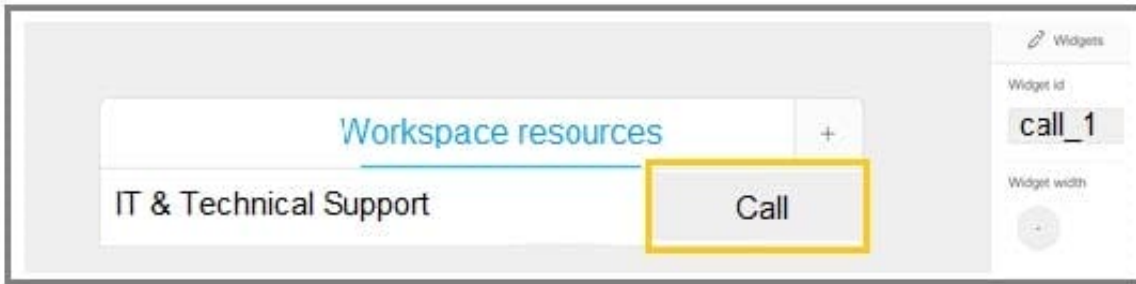 Widgets
Widget id
call_1
Workspace resources +
IT & Technical Support
Call
Widget width